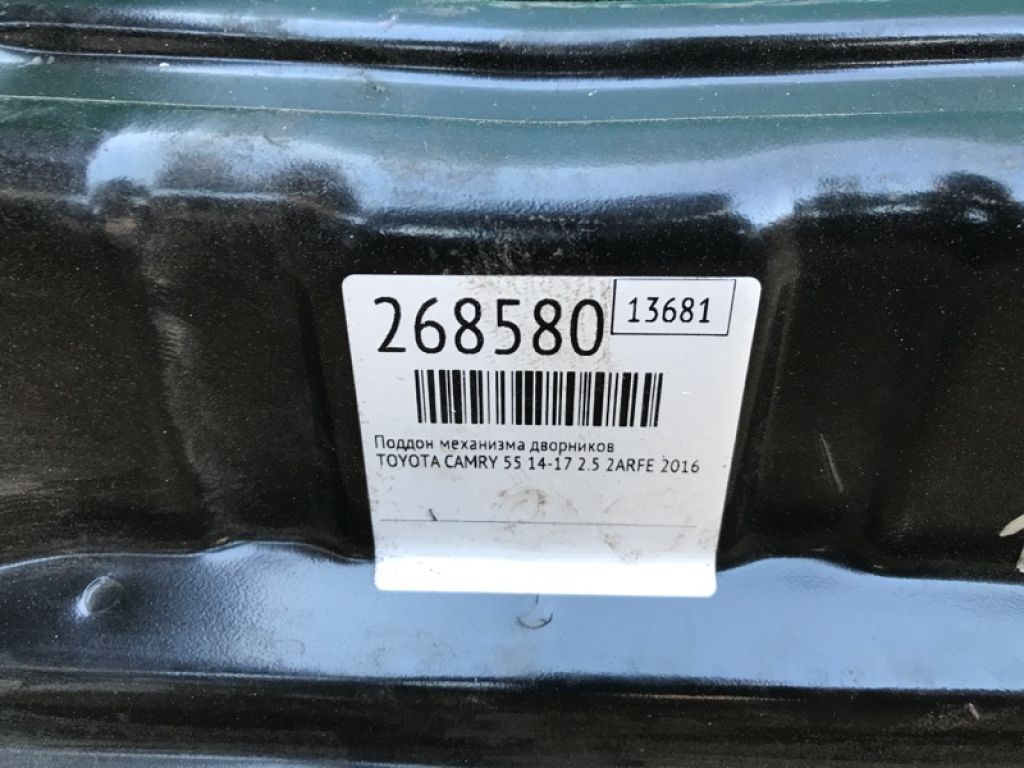 268580
13681
Поддон механизма дворников
TOYOTA CAMRY 55 14-17 2.5 2ARFE 2016